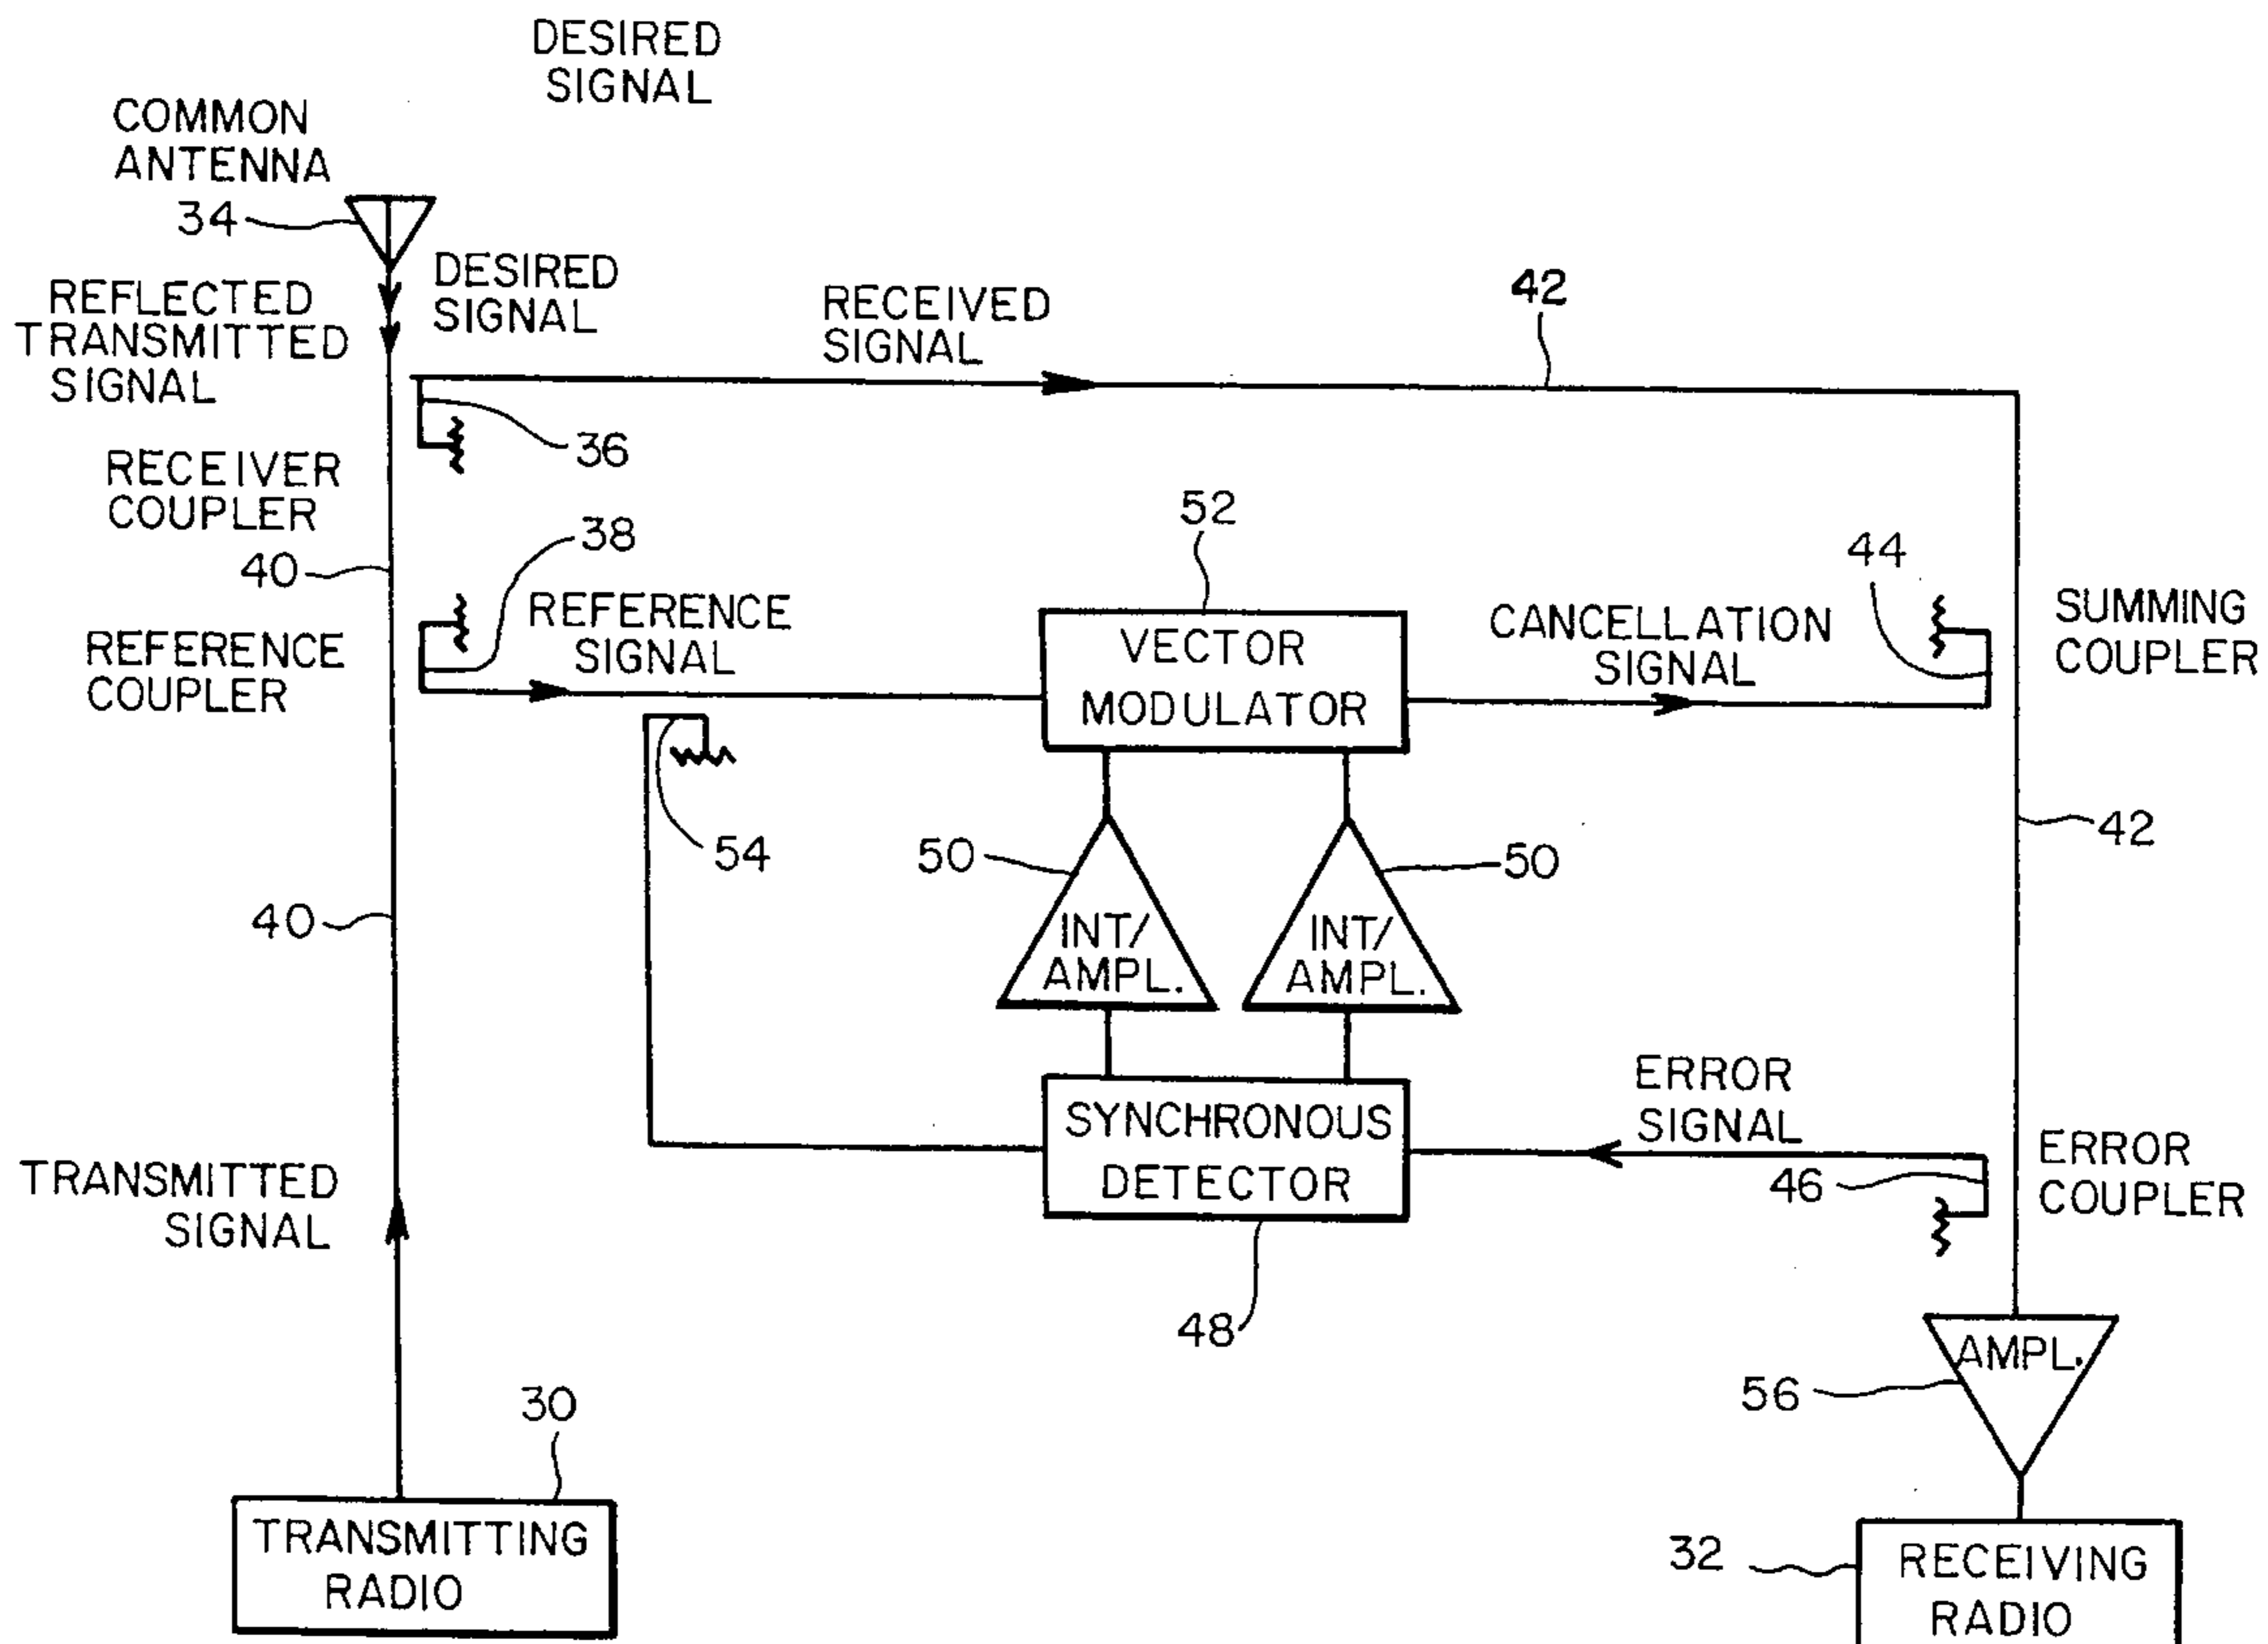 DESIRED
SIGNAL
COMMON
ANTENNA
34
REFLECTED
TRANSMITTED
SIGNAL
DESIRED
SIGNAL
RECEIVED
SIGNAL
42
36
RECEIVER
COUPLER
40
38
REFERENCE
COUPLER
REFERENCE
SIGNAL
52
VECTOR
MODULATOR
CANCELLATION
SIGNAL
44
SUMMING
COUPLER
54
50
50
42
40
INT/
AMPL.
INT/
AMPL.
SYNCHRONOUS
DETECTOR
ERROR
SIGNAL
46
ERROR
COUPLER
TRANSMITTED
SIGNAL
48
AMPL.
56
30
TRANSMITTING
RADIO
32
RECEIVING
RADIO